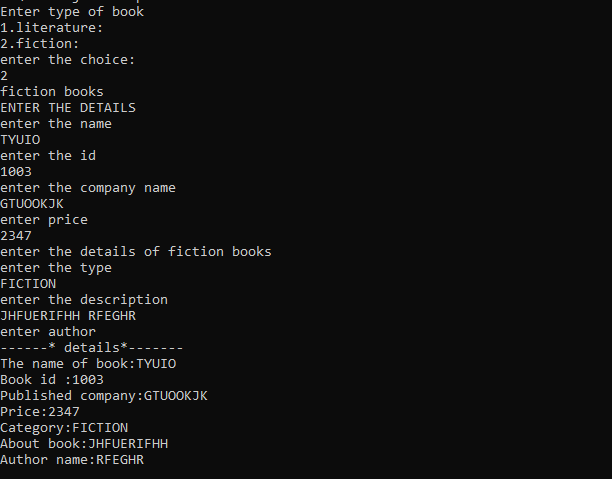 Enter type of book
1.literature:
2.fiction:
enter the choice:
2
fiction books
ENTER THE DETAILS
enter the name
TYUIO
enter the id
1003
enter the company name
GTUOOKJK
enter price
2347
enter the details of fiction books
enter the type
FICTION
enter the description
JHFUERIFHH RFEGHR
enter author
------* details*-------
The name of book:TYUIO
Book id :1003
Published company:GTUOOKJK
Price:2347
Category:FICTION
About book:JHFUERIFHH
Author name:RFEGHR